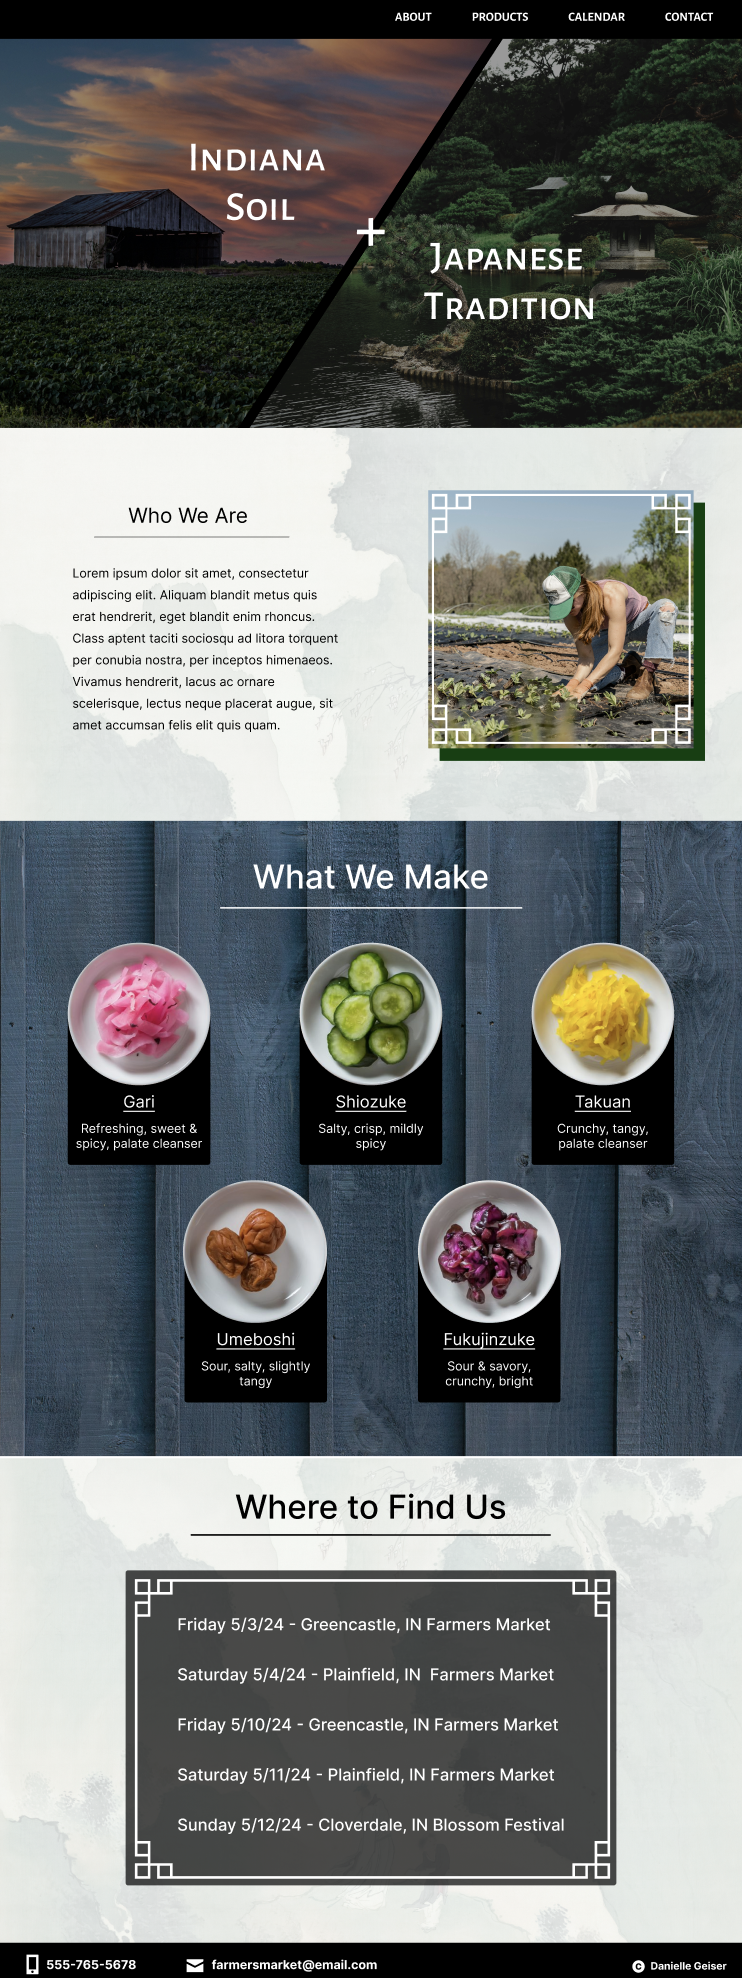 ABOUT PRODUCTS CALENDAR CONTACT
INDIANA
SOIL
+
JAPANESE
TRADITION
Who We Are
Lorem ipsum dolor sit amet, consectetur
adipiscing elit. Aliquam blandit metus quis
erat hendrerit, eget blandit enim rhoncus.
Class aptent taciti sociosqu ad litora torquent
per conubia nostra, per inceptos himenaeos.
Vivamus hendrerit, lacus ac ornare
scelerisque, lectus neque placerat augue, sit
amet accumsan felis elit quis quam.
What We Make
Gari
Refreshing, sweet &
spicy, palate cleanser
Shiozuke
Salty, crisp, mildly
spicy
Takuan
Crunchy, tangy,
palate cleanser
Umeboshi
Sour, salty, slightly
tangy
Fukujinzuke
Sour & savory,
crunchy, bright
Where to Find Us
Friday 5/3/24 - Greencastle, IN Farmers Market
Saturday 5/4/24 - Plainfield, IN  Farmers Market
Friday 5/10/24 - Greencastle, IN Farmers Market
Saturday 5/11/24 - Plainfield, IN Farmers Market
Sunday 5/12/24 - Cloverdale, IN Blossom Festival
555-765-5678 farmersmarket@email.com © Danielle Geiser